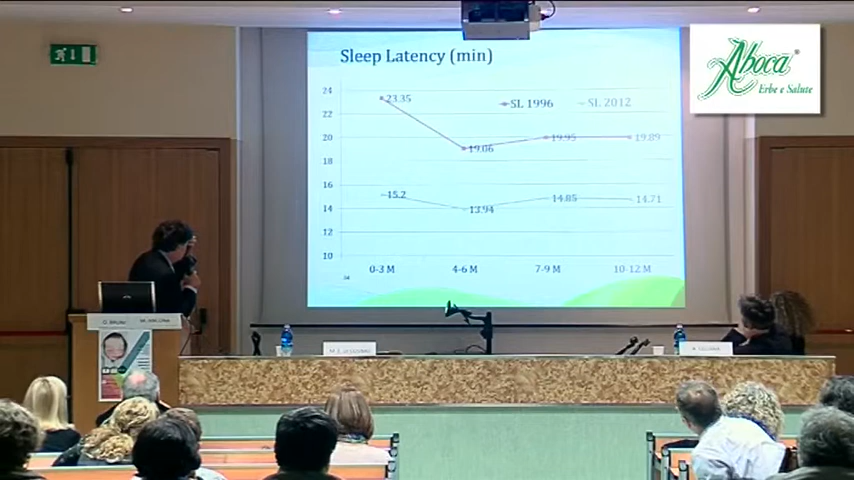 Sleep Latency (min)
Aboca®
Erbe e Salute
24
22
20
18
16
14
12
10
SL 1996
SL 2012
23.35
19.06
19.95
19.89
15.2
13.94
14.85
14.71
0-3 M
4-6 M
7-9 M
10-12 M
O. BRUNI